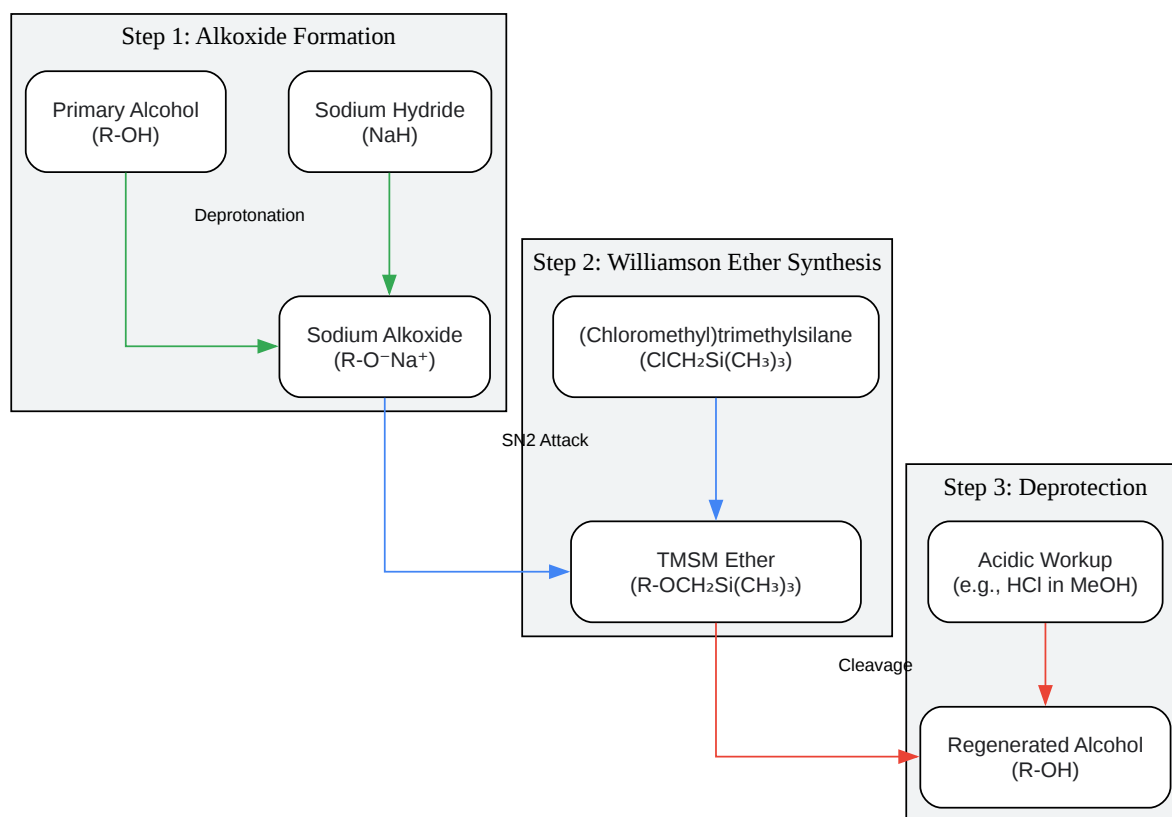 Step 1: Alkoxide Formation
Primary Alcohol
(R-OH)
Sodium Hydride
(NaH)
Deprotonation
Sodium Alkoxide
(R-O⁻Na⁺)
Step 2: Williamson Ether Synthesis
(Chloromethyl)trimethylsilane
(ClCH₂Si(CH₃)₃)
SN2 Attack
TMSM Ether
(R-OCH₂Si(CH₃)₃)
Step 3: Deprotection
Acidic Workup
(e.g., HCl in MeOH)
Cleavage
Regenerated Alcohol
(R-OH)